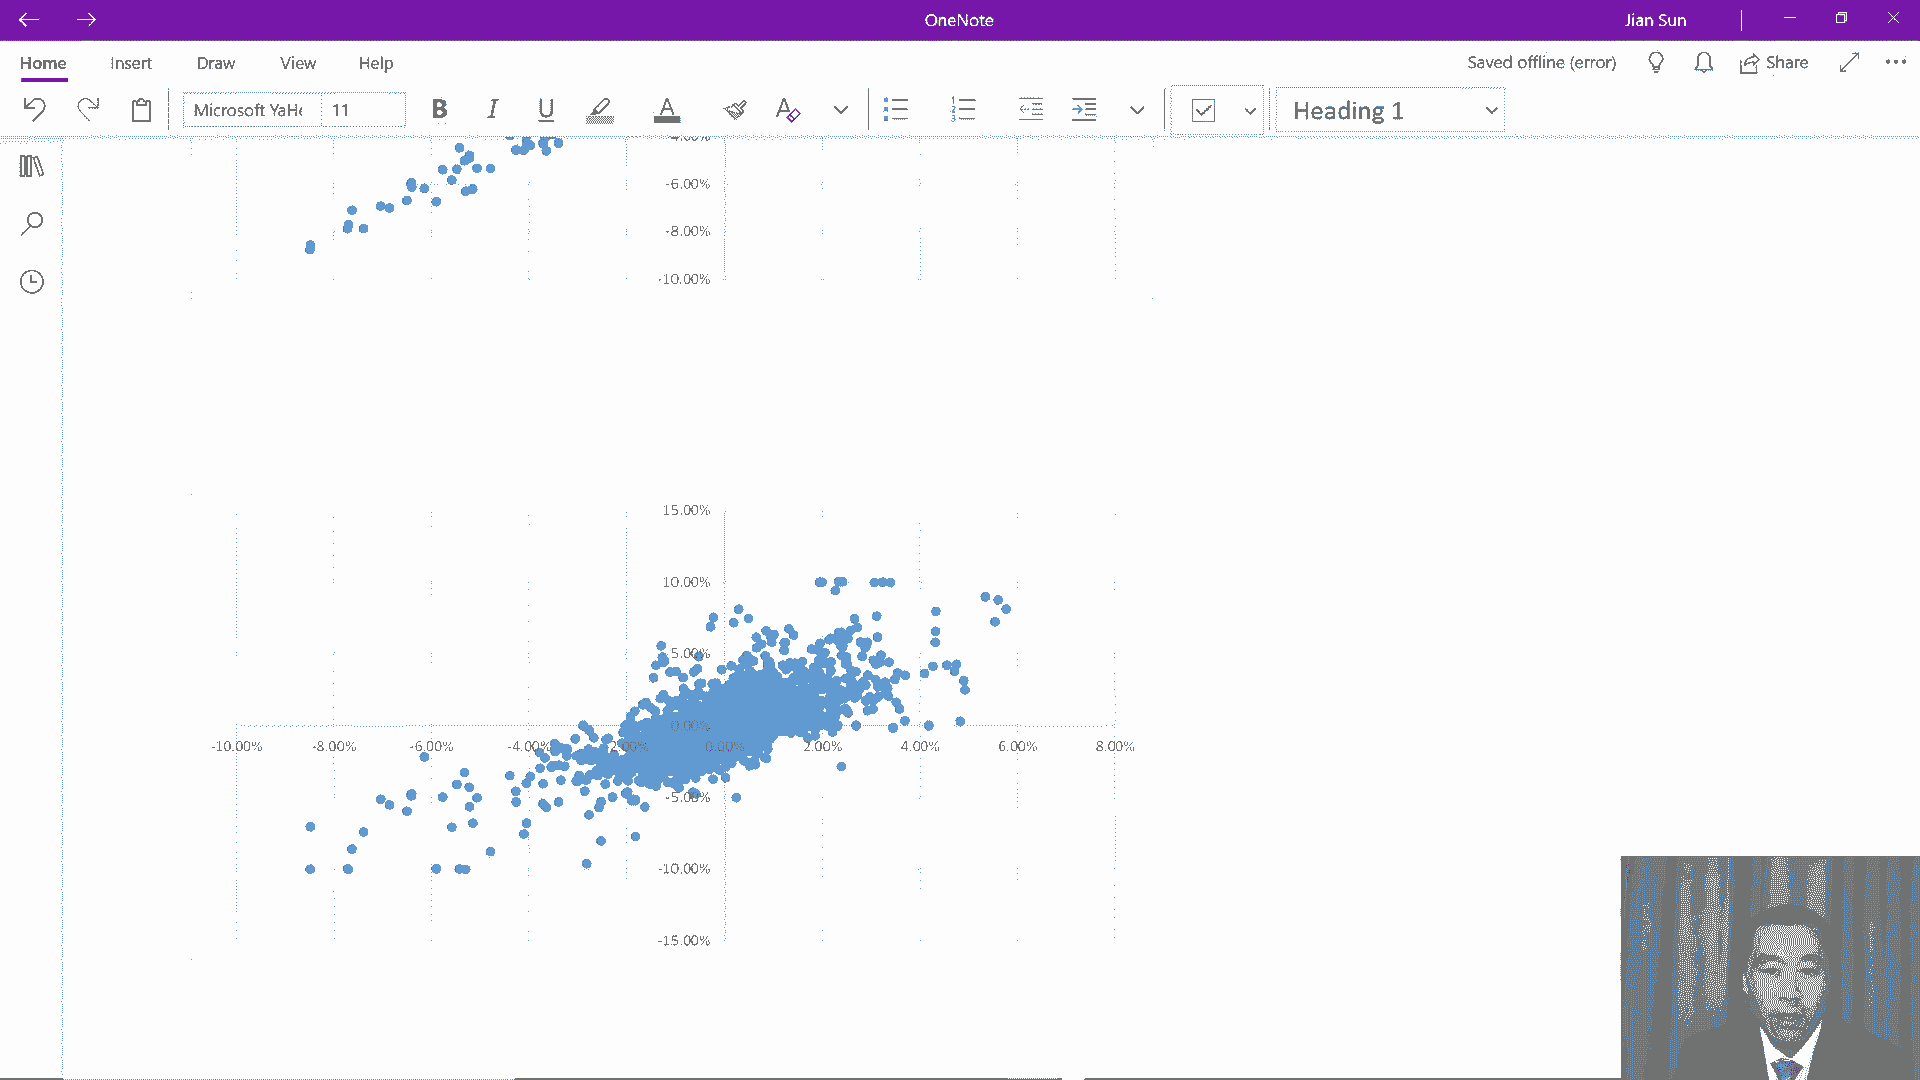 OneNote
Jian Sun
Home Insert Draw View Help
Saved offline (error) Share
Microsoft YaHe 11 B I U A A Heading 1
-4.00%
-6.00%
-8.00%
-10.00%
15.00%
10.00%
5.00%
0.00%
-10.00% -8.00% -6.00% -4.00% -2.00% 0.00% 2.00% 4.00% 6.00% 8.00%
-5.00%
-10.00%
-15.00%